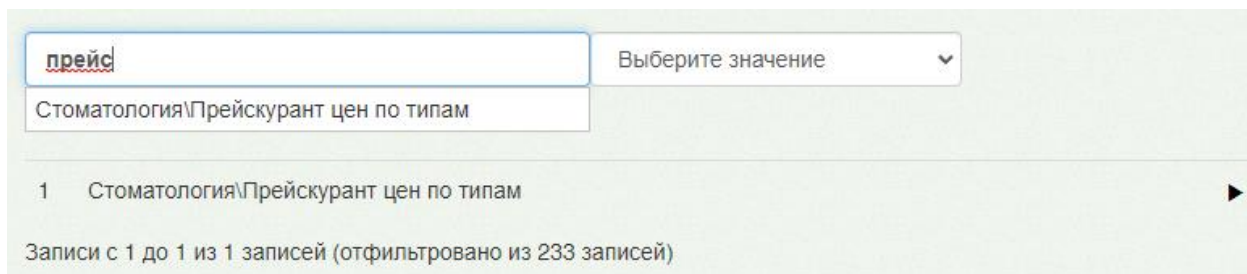 прейс Выберите значение
Стоматология\Прейскурант цен по типам
1 Стоматология\Прейскурант цен по типам
Записи с 1 до 1 из 1 записей (отфильтровано из 233 записей)